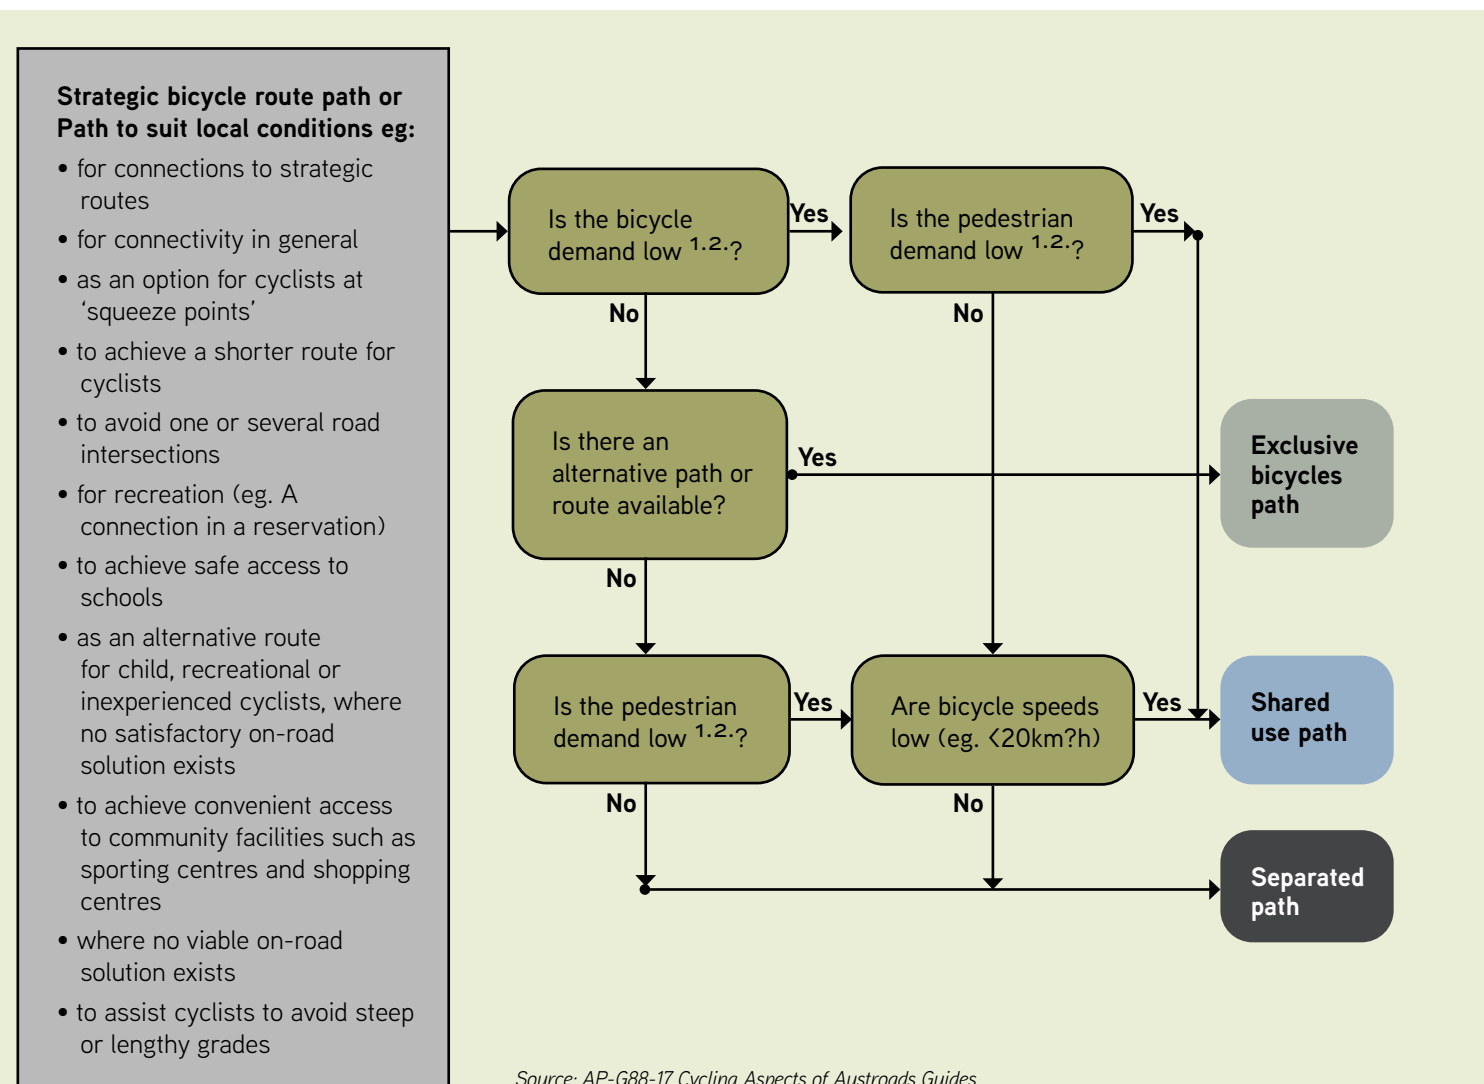 Strategic bicycle route path or
Path to suit local conditions eg:
• for connections to strategic
routes
• for connectivity in general
• as an option for cyclists at
‘squeeze points’
• to achieve a shorter route for
cyclists
• to avoid one or several road
intersections
• for recreation (eg. A
connection in a reservation)
• to achieve safe access to
schools
• as an alternative route
for child, recreational or
inexperienced cyclists, where
no satisfactory on-road
solution exists
• to achieve convenient access
to community facilities such as
sporting centres and shopping
centres
• where no viable on-road
solution exists
• to assist cyclists to avoid steep
or lengthy grades
Is the bicycle
demand low 1.2.?
Yes
No
Is the pedestrian
demand low 1.2.?
Yes
No
Is there an
alternative path or
route available?
Yes
No
Exclusive
bicycles
path
Is the pedestrian
demand low 1.2.?
Yes
No
Are bicycle speeds
low (eg. <20km?h)
Yes
No
Shared
use path
Separated
path
Source: AP-G88-17 Cycling Aspects of Austroads Guides